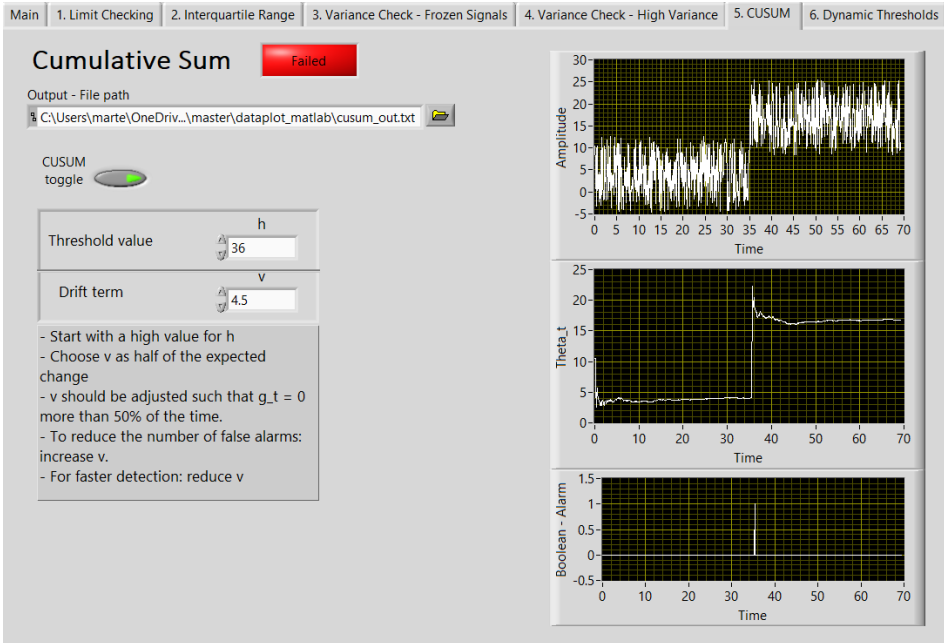 Main
1. Limit Checking
2. Interquartile Range
3. Variance Check - Frozen Signals
4. Variance Check - High Variance
5. CUSUM
6. Dynamic Thresholds
Cumulative Sum
Failed
Output - File path
C:\Users\marte\OneDriv...\master\dataplot_matlab\cusum_out.txt
CUSUM
toggle
h
Threshold value
36
v
Drift term
4.5
- Start with a high value for h
- Choose v as half of the expected
change
- v should be adjusted such that g_t = 0
more than 50% of the time.
- To reduce the number of false alarms:
increase v.
- For faster detection: reduce v
Amplitude
30-
25-
20-
15-
10-
5-
0-
-5-
0 5 10 15 20 25 30 35 40 45 50 55 60 65 70
Time
Theta_t
25-
20-
15-
10-
5-
0-
0 10 20 30 40 50 60 70
Time
Boolean - Alarm
1.5-
1-
0.5-
0-
-0.5-
0 10 20 30 40 50 60 70
Time